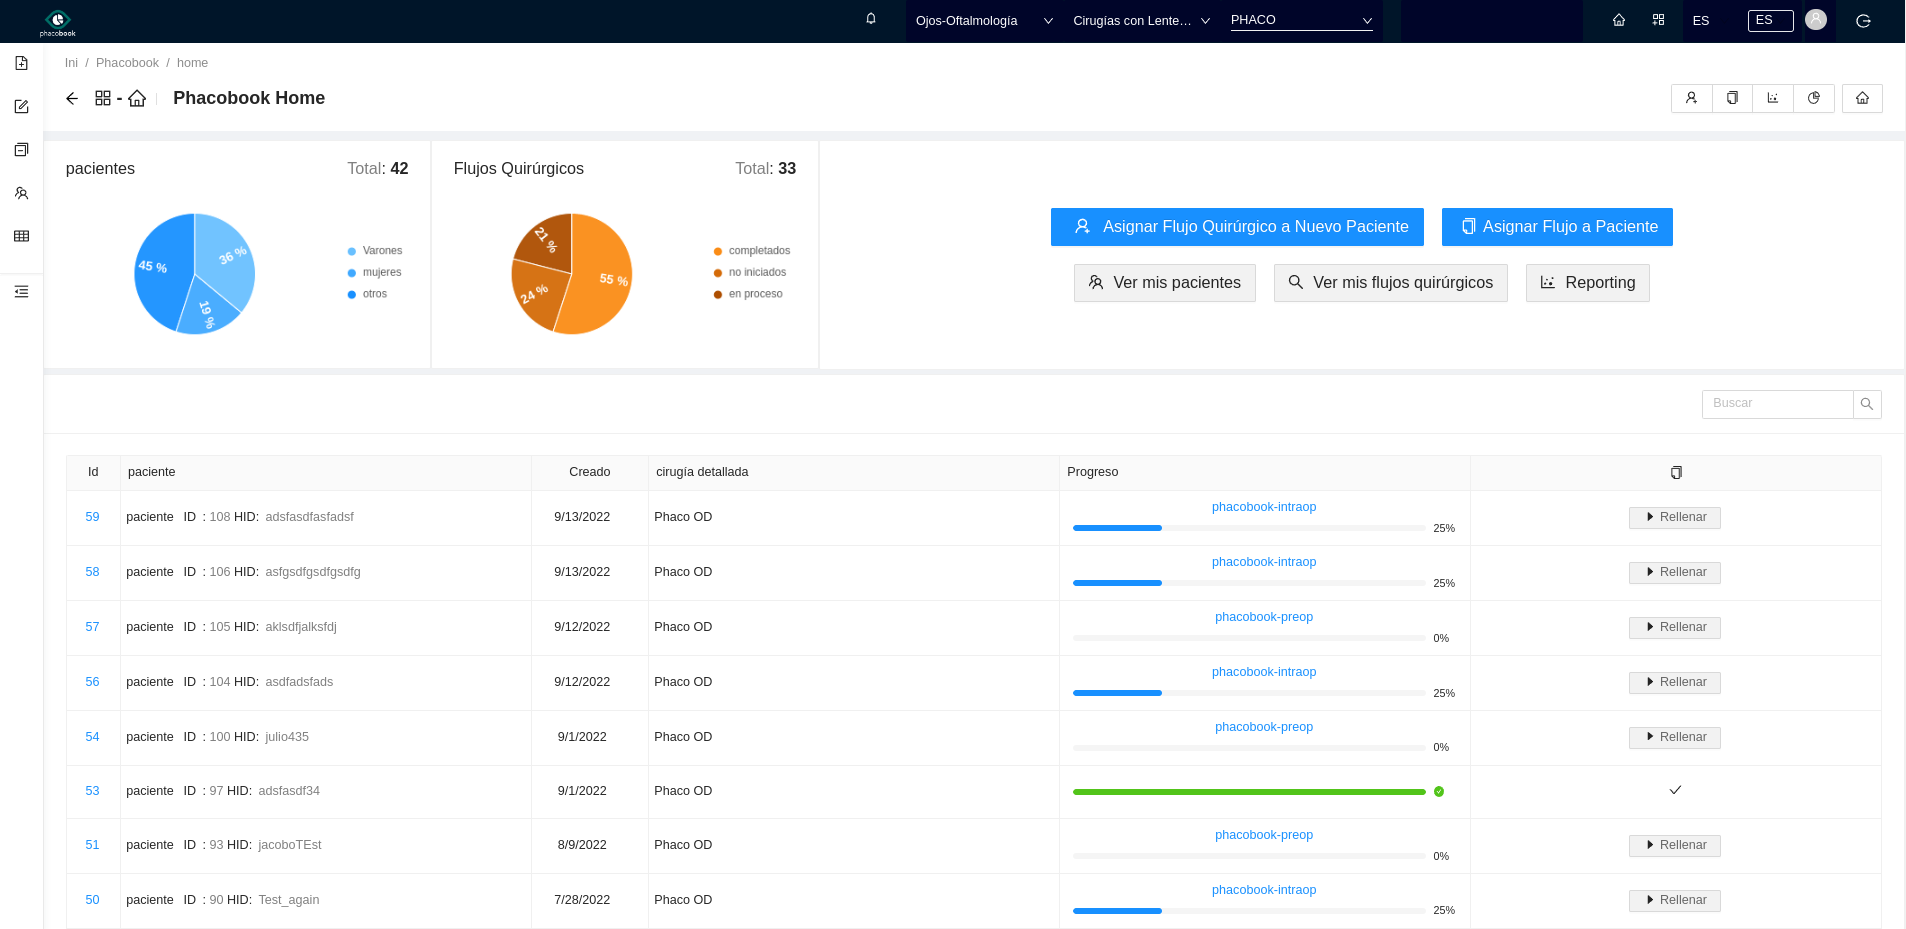 phacobook
Ojos-Oftalmología
Cirugías con Lente...
PHACO
ES
ES
Ini / Phacobook / home
- Phacobook Home
pacientes Total: 42
Flujos Quirúrgicos Total: 33
45 %
36 %
19 %
Varones
mujeres
otros
21 %
24 %
55 %
completados
no iniciados
en proceso
Asignar Flujo Quirúrgico a Nuevo Paciente
Asignar Flujo a Paciente
Ver mis pacientes
Ver mis flujos quirúrgicos
Reporting
Buscar
Id paciente Creado cirugía detallada Progreso
59 paciente ID : 108 HID: adsfasdfasfadsf 9/13/2022 Phaco OD phacobook-intraop 25% Rellenar
58 paciente ID : 106 HID: asfgsdfgsdfgsdfg 9/13/2022 Phaco OD phacobook-intraop 25% Rellenar
57 paciente ID : 105 HID: aklsdfjalksfdj 9/12/2022 Phaco OD phacobook-preop 0% Rellenar
56 paciente ID : 104 HID: asdfadsfads 9/12/2022 Phaco OD phacobook-intraop 25% Rellenar
54 paciente ID : 100 HID: julio435 9/1/2022 Phaco OD phacobook-preop 0% Rellenar
53 paciente ID : 97 HID: adsfasdf34 9/1/2022 Phaco OD
51 paciente ID : 93 HID: jacoboTEst 8/9/2022 Phaco OD phacobook-preop 0% Rellenar
50 paciente ID : 90 HID: Test_again 7/28/2022 Phaco OD phacobook-intraop 25% Rellenar